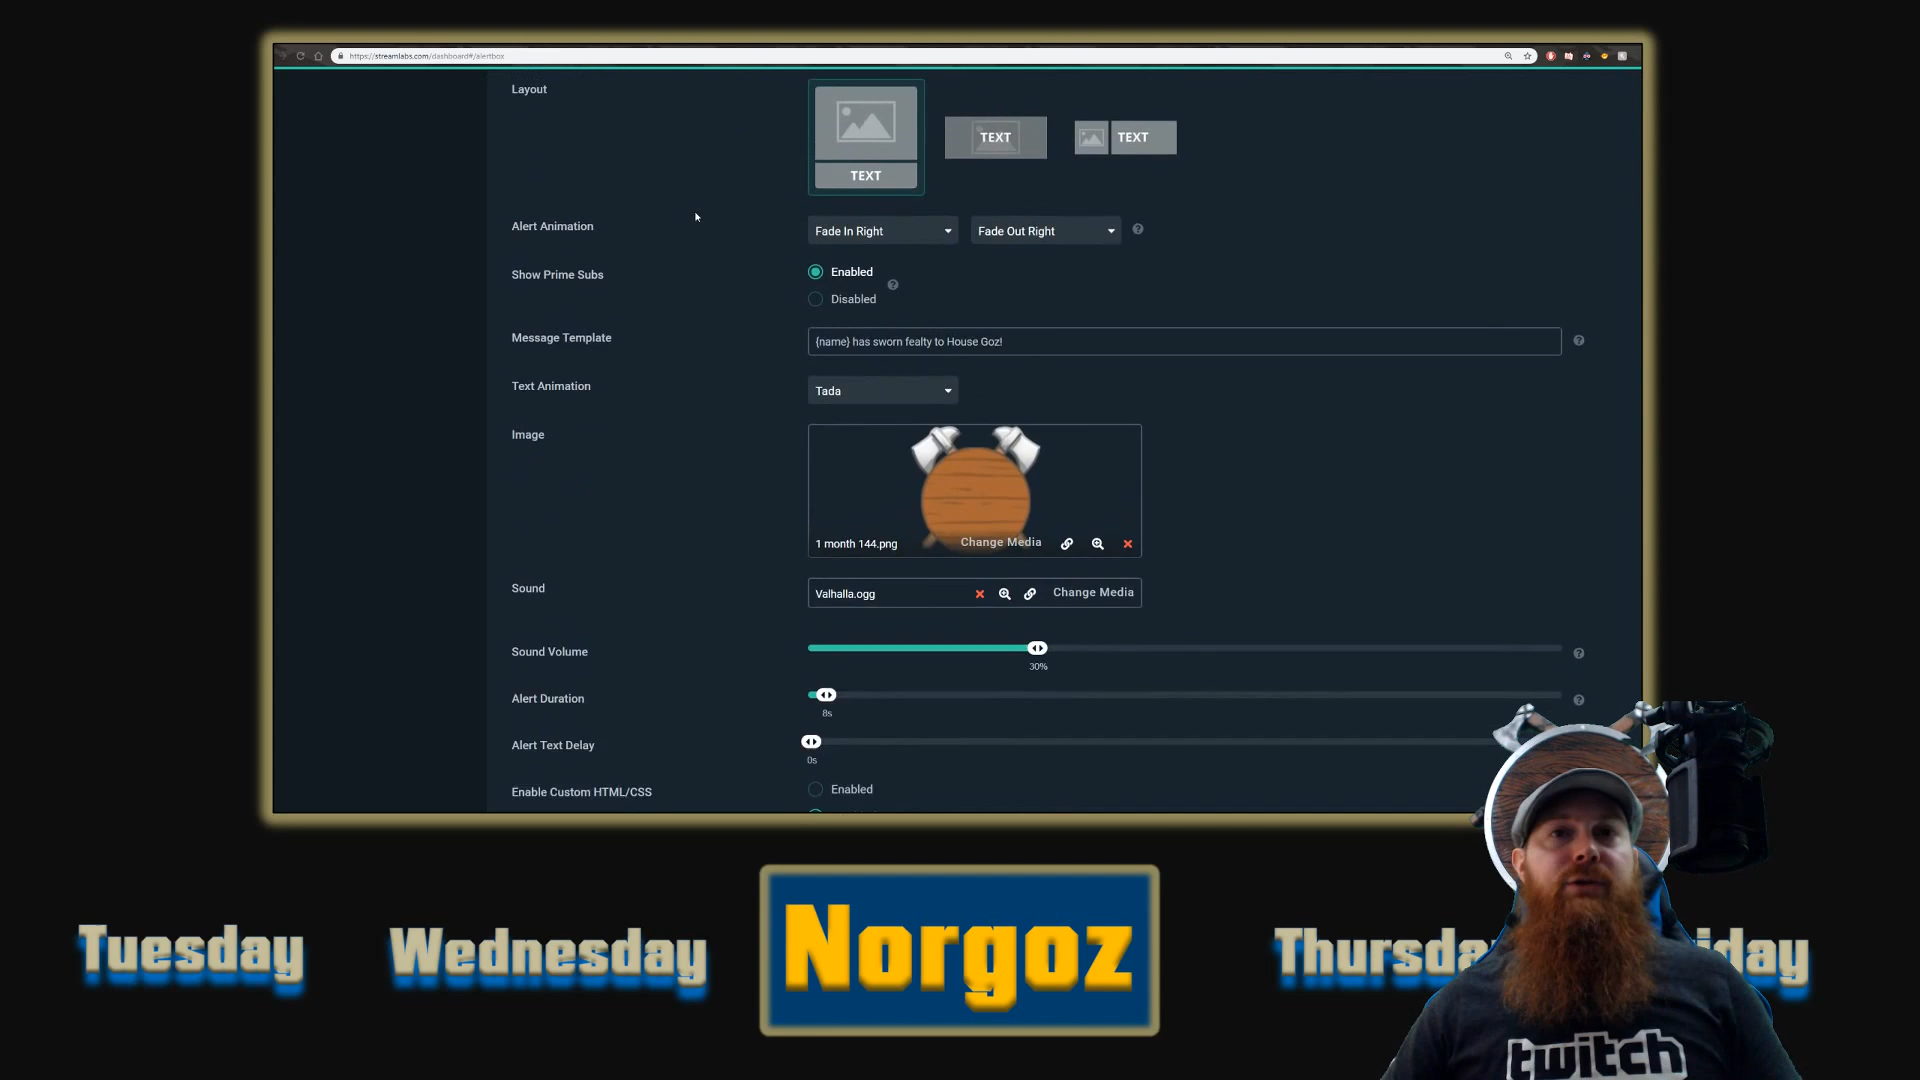 https://streamlabs.com/dashboard#/alertbox
Layout
TEXT
TEXT
TEXT
Alert Animation
Fade In Right
Fade Out Right
Show Prime Subs
Enabled
Disabled
Message Template
{name} has sworn fealty to House Goz!
Text Animation
Tada
Image
1 month 144.png
Change Media
Sound
Valhalla.ogg
Change Media
Sound Volume
30%
Alert Duration
8s
Alert Text Delay
0s
Enable Custom HTML/CSS
Enabled
Tuesday
Wednesday
Norgoz
twitch